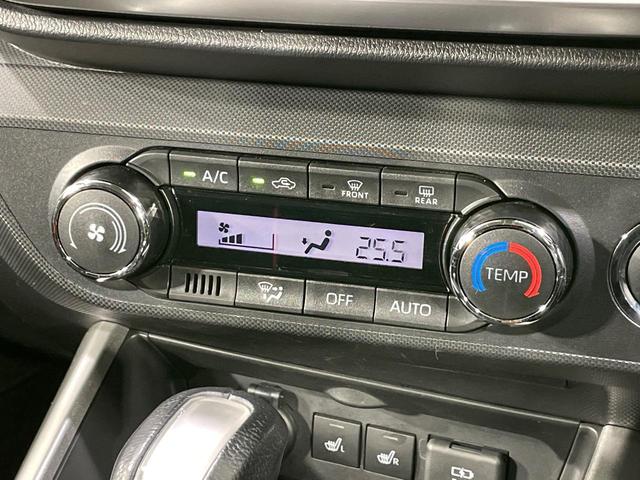 A/C
FRONT
REAR
25.5
TEMP
OFF
AUTO
L
R